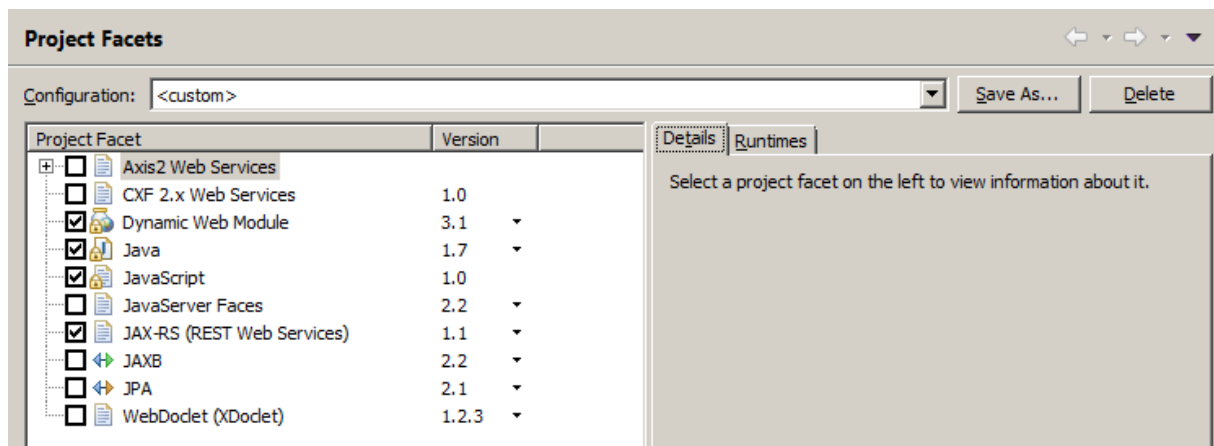 Project Facets
Configuration: <custom> Save As... Delete
Project Facet Version Details Runtimes
Axis2 Web Services
Select a project facet on the left to view information about it.
CXF 2.x Web Services 1.0
Dynamic Web Module 3.1
Java 1.7
JavaScript 1.0
JavaServer Faces 2.2
JAX-RS (REST Web Services) 1.1
JAXB 2.2
JPA 2.1
WebDoclet (XDoclet) 1.2.3